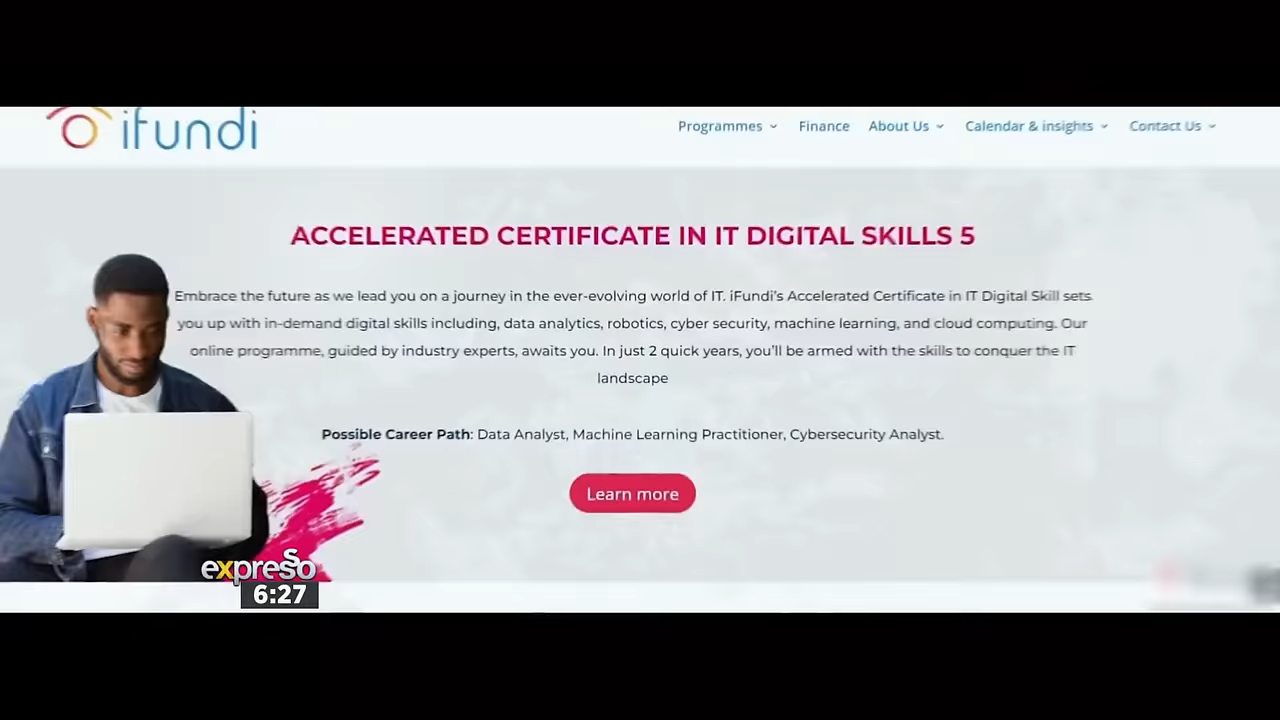 ifundi
Programmes
Finance
About Us
Calendar & insights
Contact Us
ACCELERATED CERTIFICATE IN IT DIGITAL SKILLS 5
Embrace the future as we lead you on a journey in the ever-evolving world of IT. iFundi's Accelerated Certificate in IT Digital Skill sets
you up with in-demand digital skills including, data analytics, robotics, cyber security, machine learning, and cloud computing. Our
online programme, guided by industry experts, awaits you. In just 2 quick years, you'll be armed with the skills to conquer the IT
landscape
Possible Career Path: Data Analyst, Machine Learning Practitioner, Cybersecurity Analyst.
Learn more
expresso
6:27